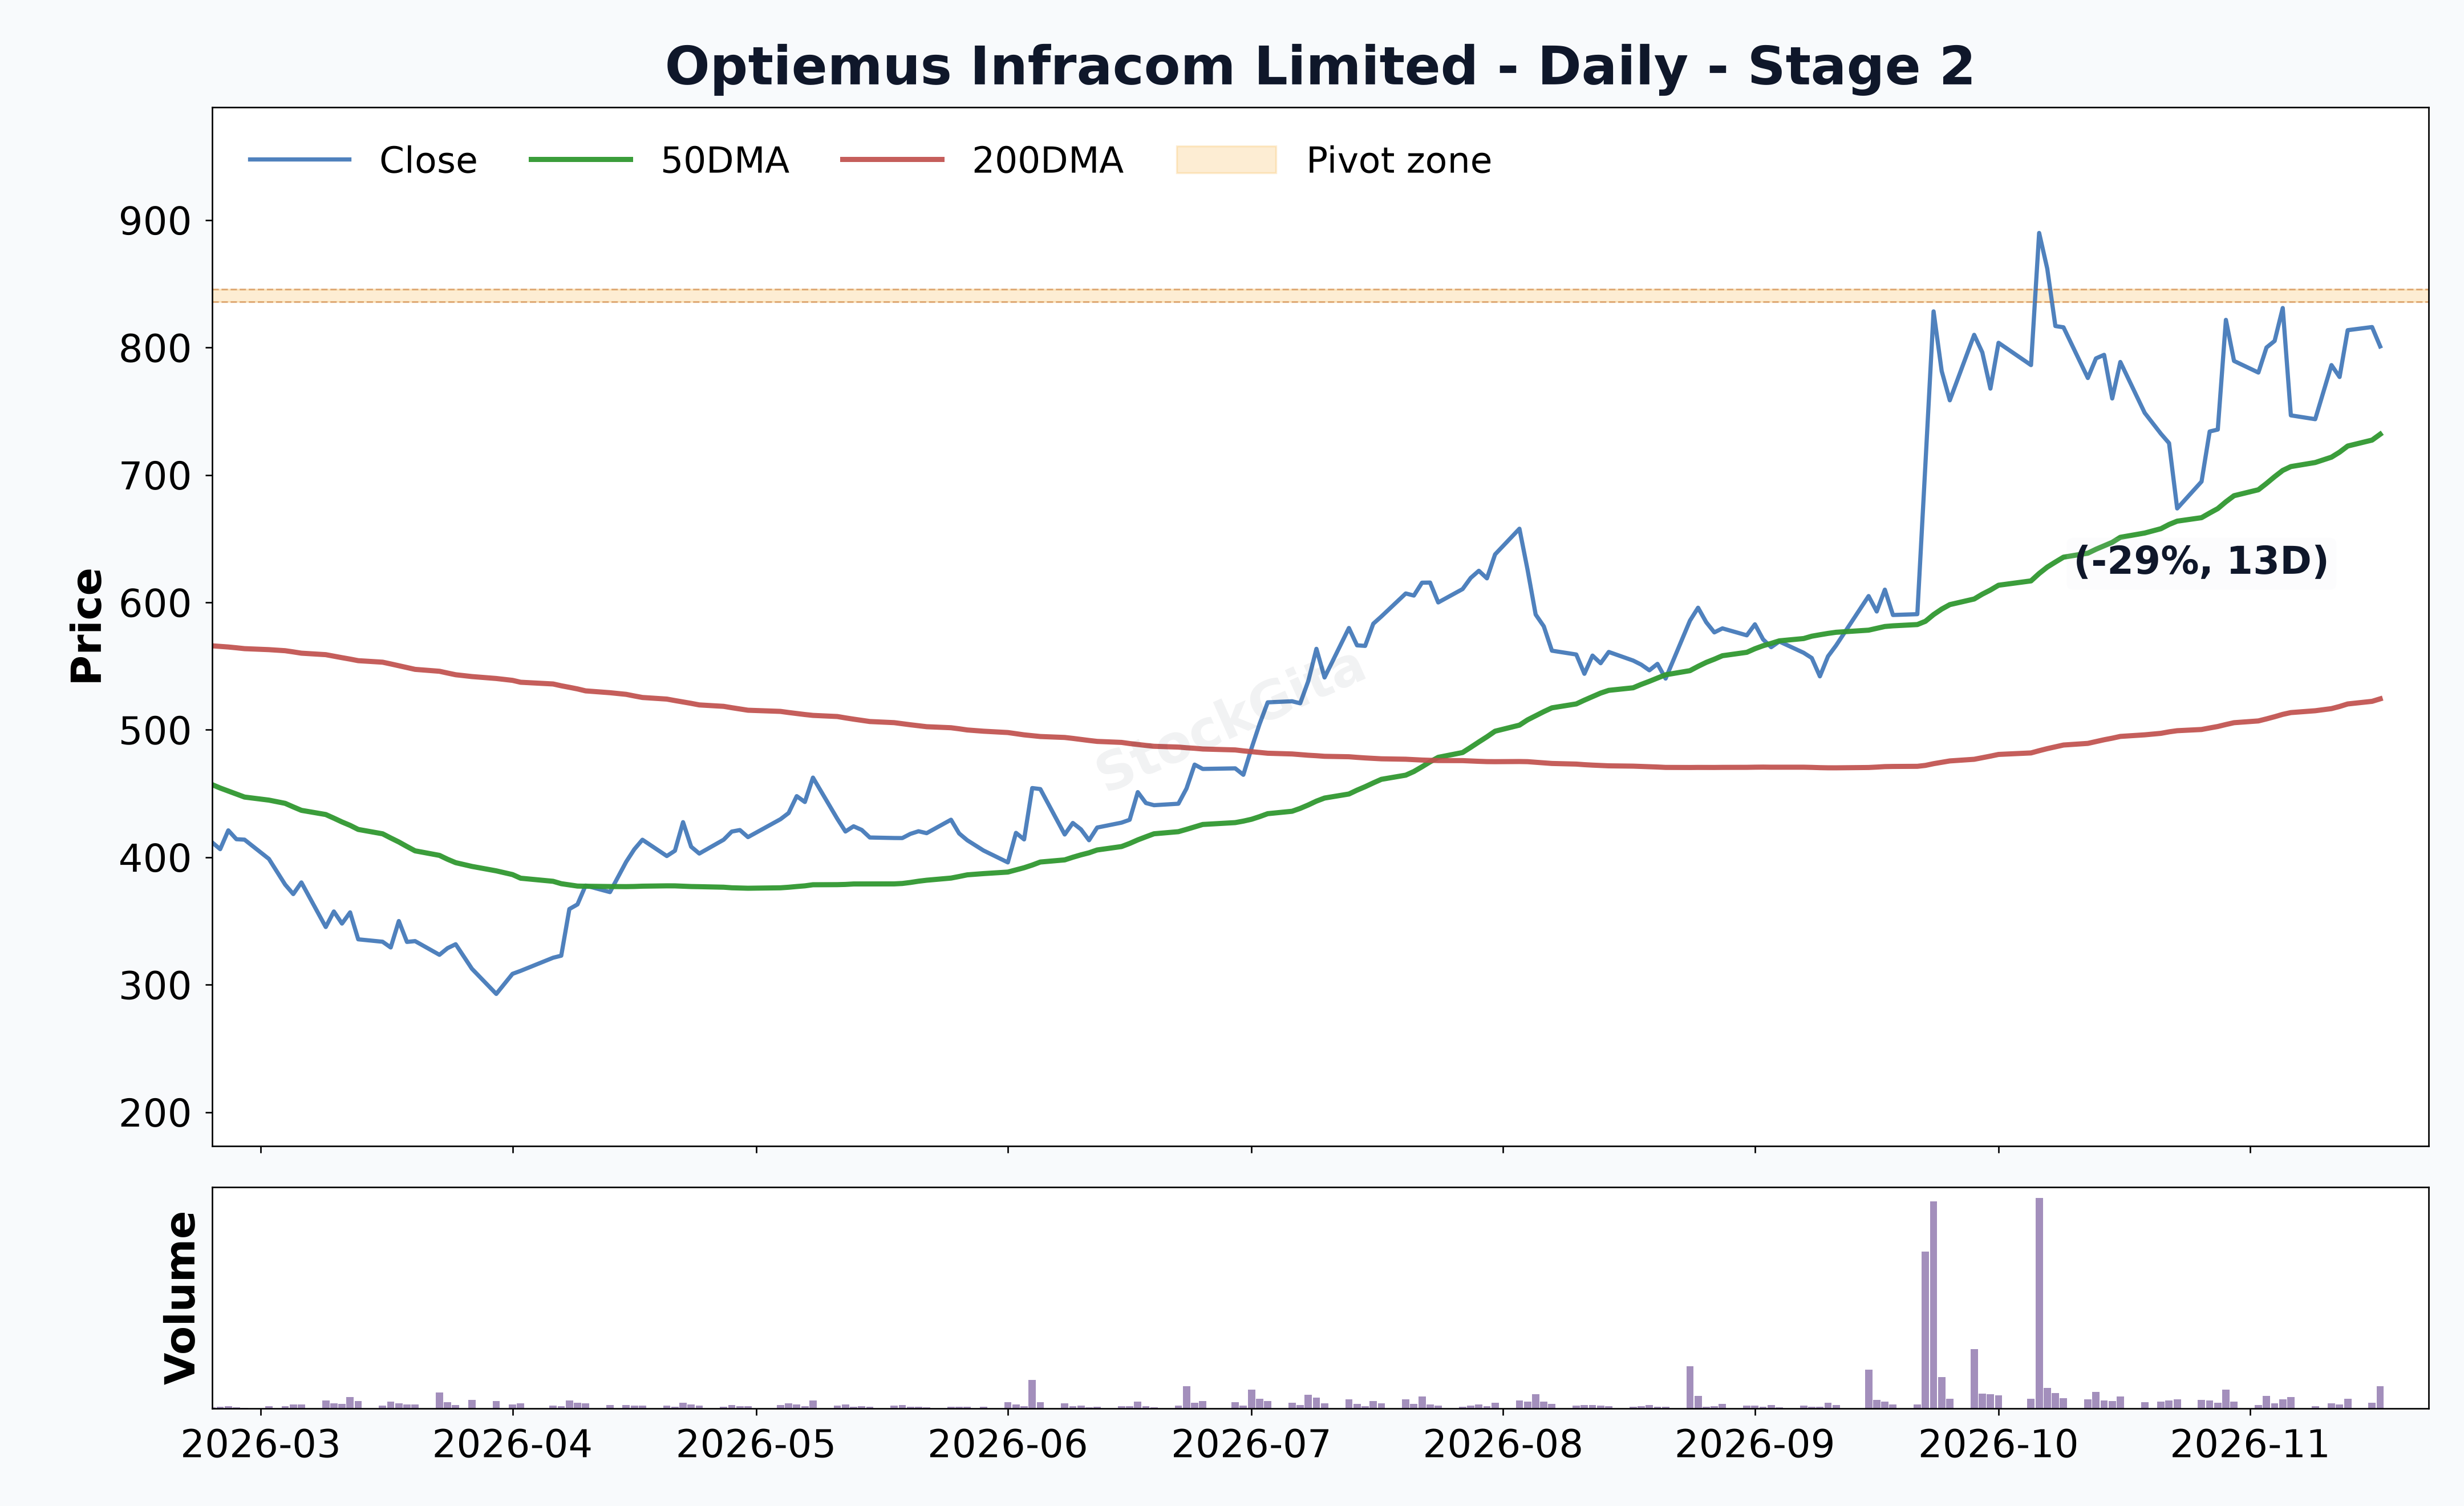 Optiemus Infracom Limited - Daily - Stage 2
Close 50DMA 200DMA Pivot zone
900
800
700
600
500
400
300
200
Price
(-29%, 13D)
StockGita
Volume
2026-03 2026-04 2026-05 2026-06 2026-07 2026-08 2026-09 2026-10 2026-11